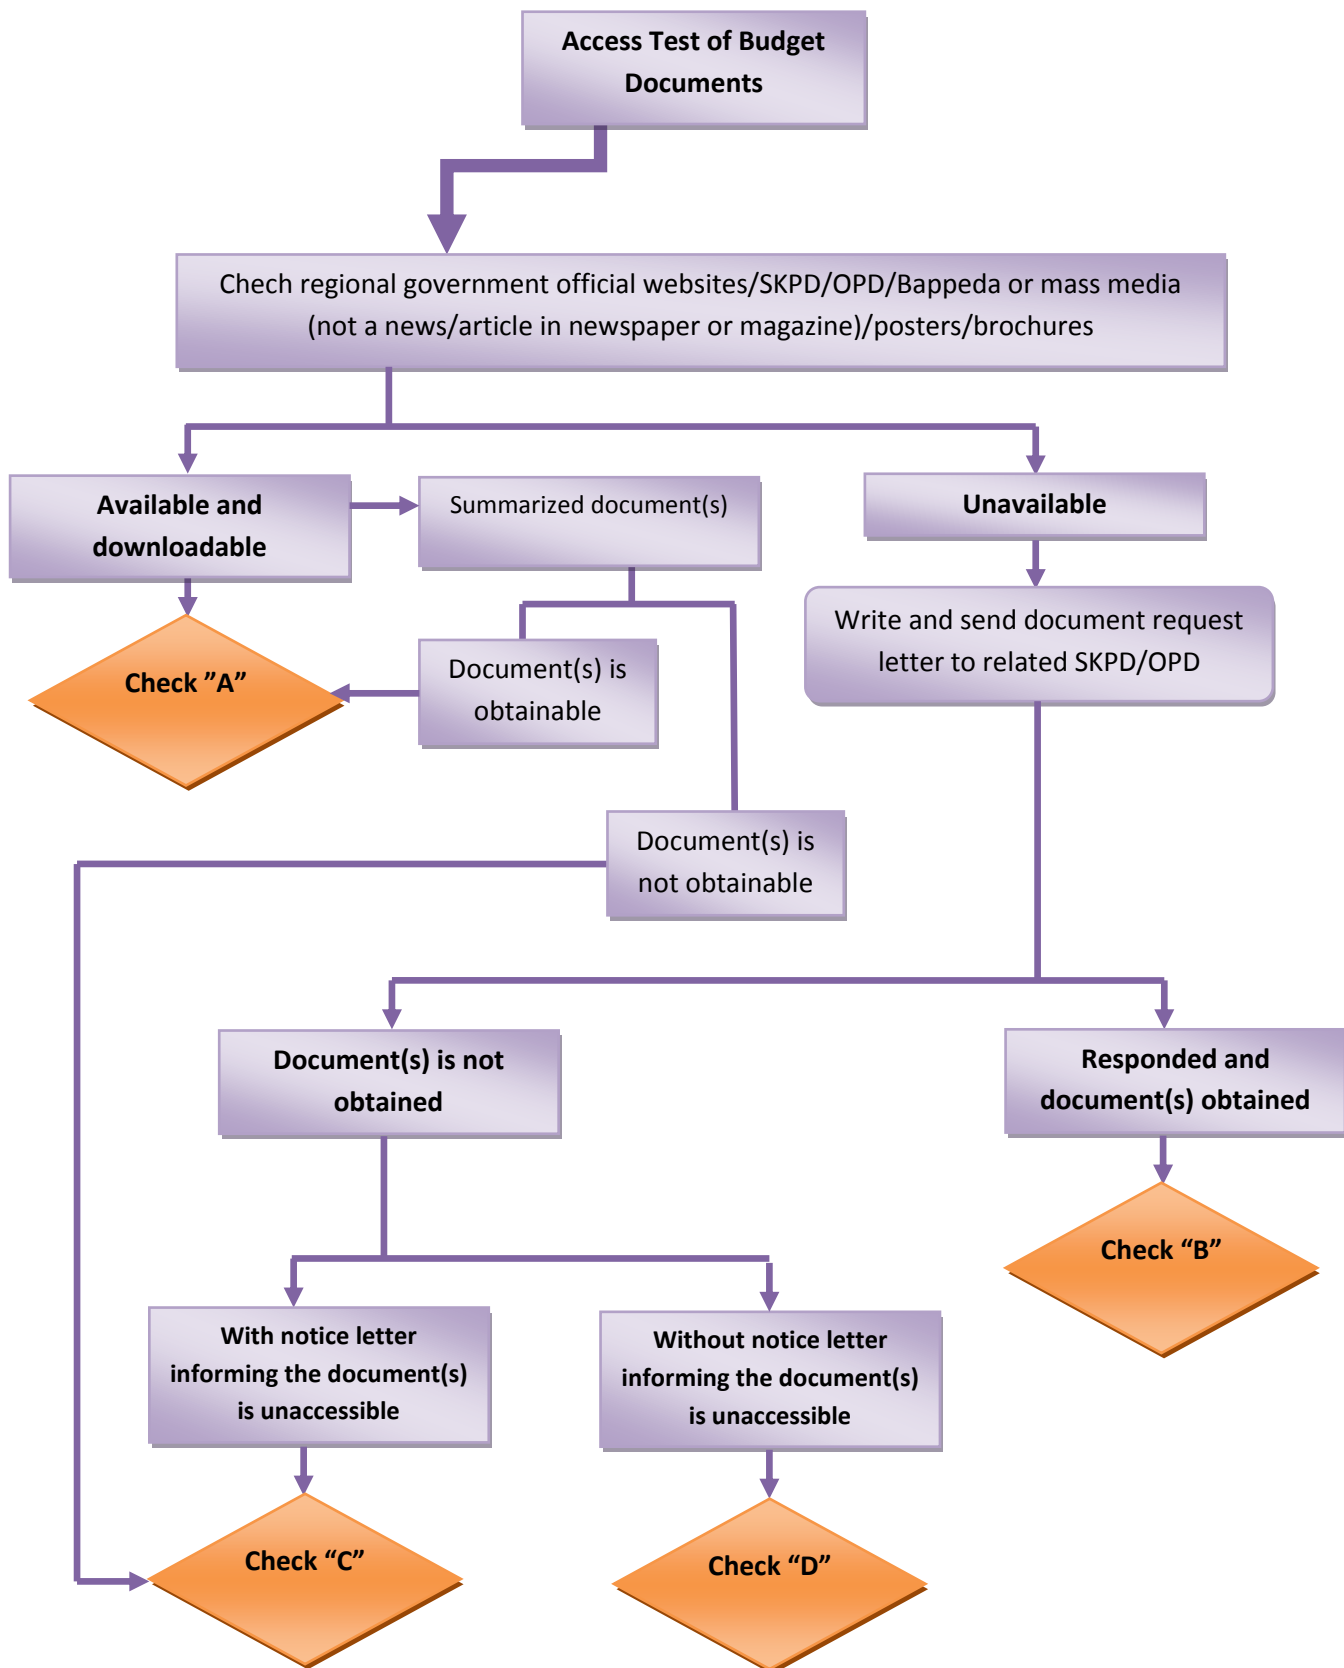 Access Test of Budget
Documents
Chech regional government official websites/SKPD/OPD/Bappeda or mass media
(not a news/article in newspaper or magazine)/posters/brochures
Available and
downloadable
Summarized document(s)
Unavailable
Write and send document request
letter to related SKPD/OPD
Check ”A”
Document(s) is
obtainable
Document(s) is
not obtainable
Document(s) is not
obtained
Responded and
document(s) obtained
Check “B”
With notice letter
informing the document(s)
is unaccessible
Without notice letter
informing the document(s)
is unaccessible
Check “C”
Check “D”